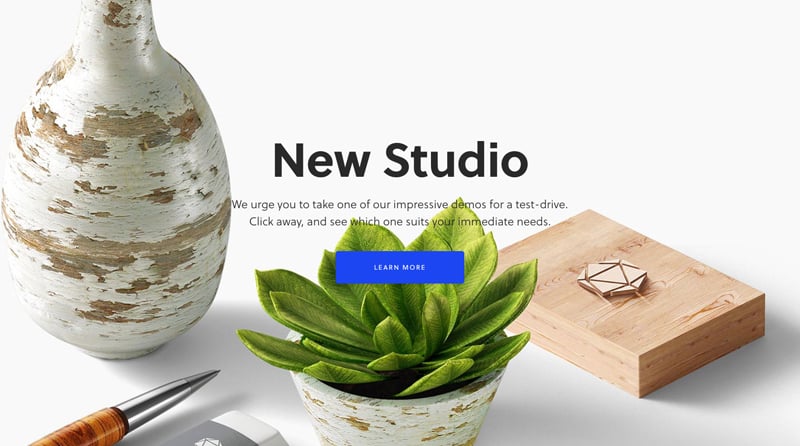 New Studio
We urge you to take one of our impressive demos for a test-drive.
Click away, and see which one suits your immediate needs.
LEARN MORE